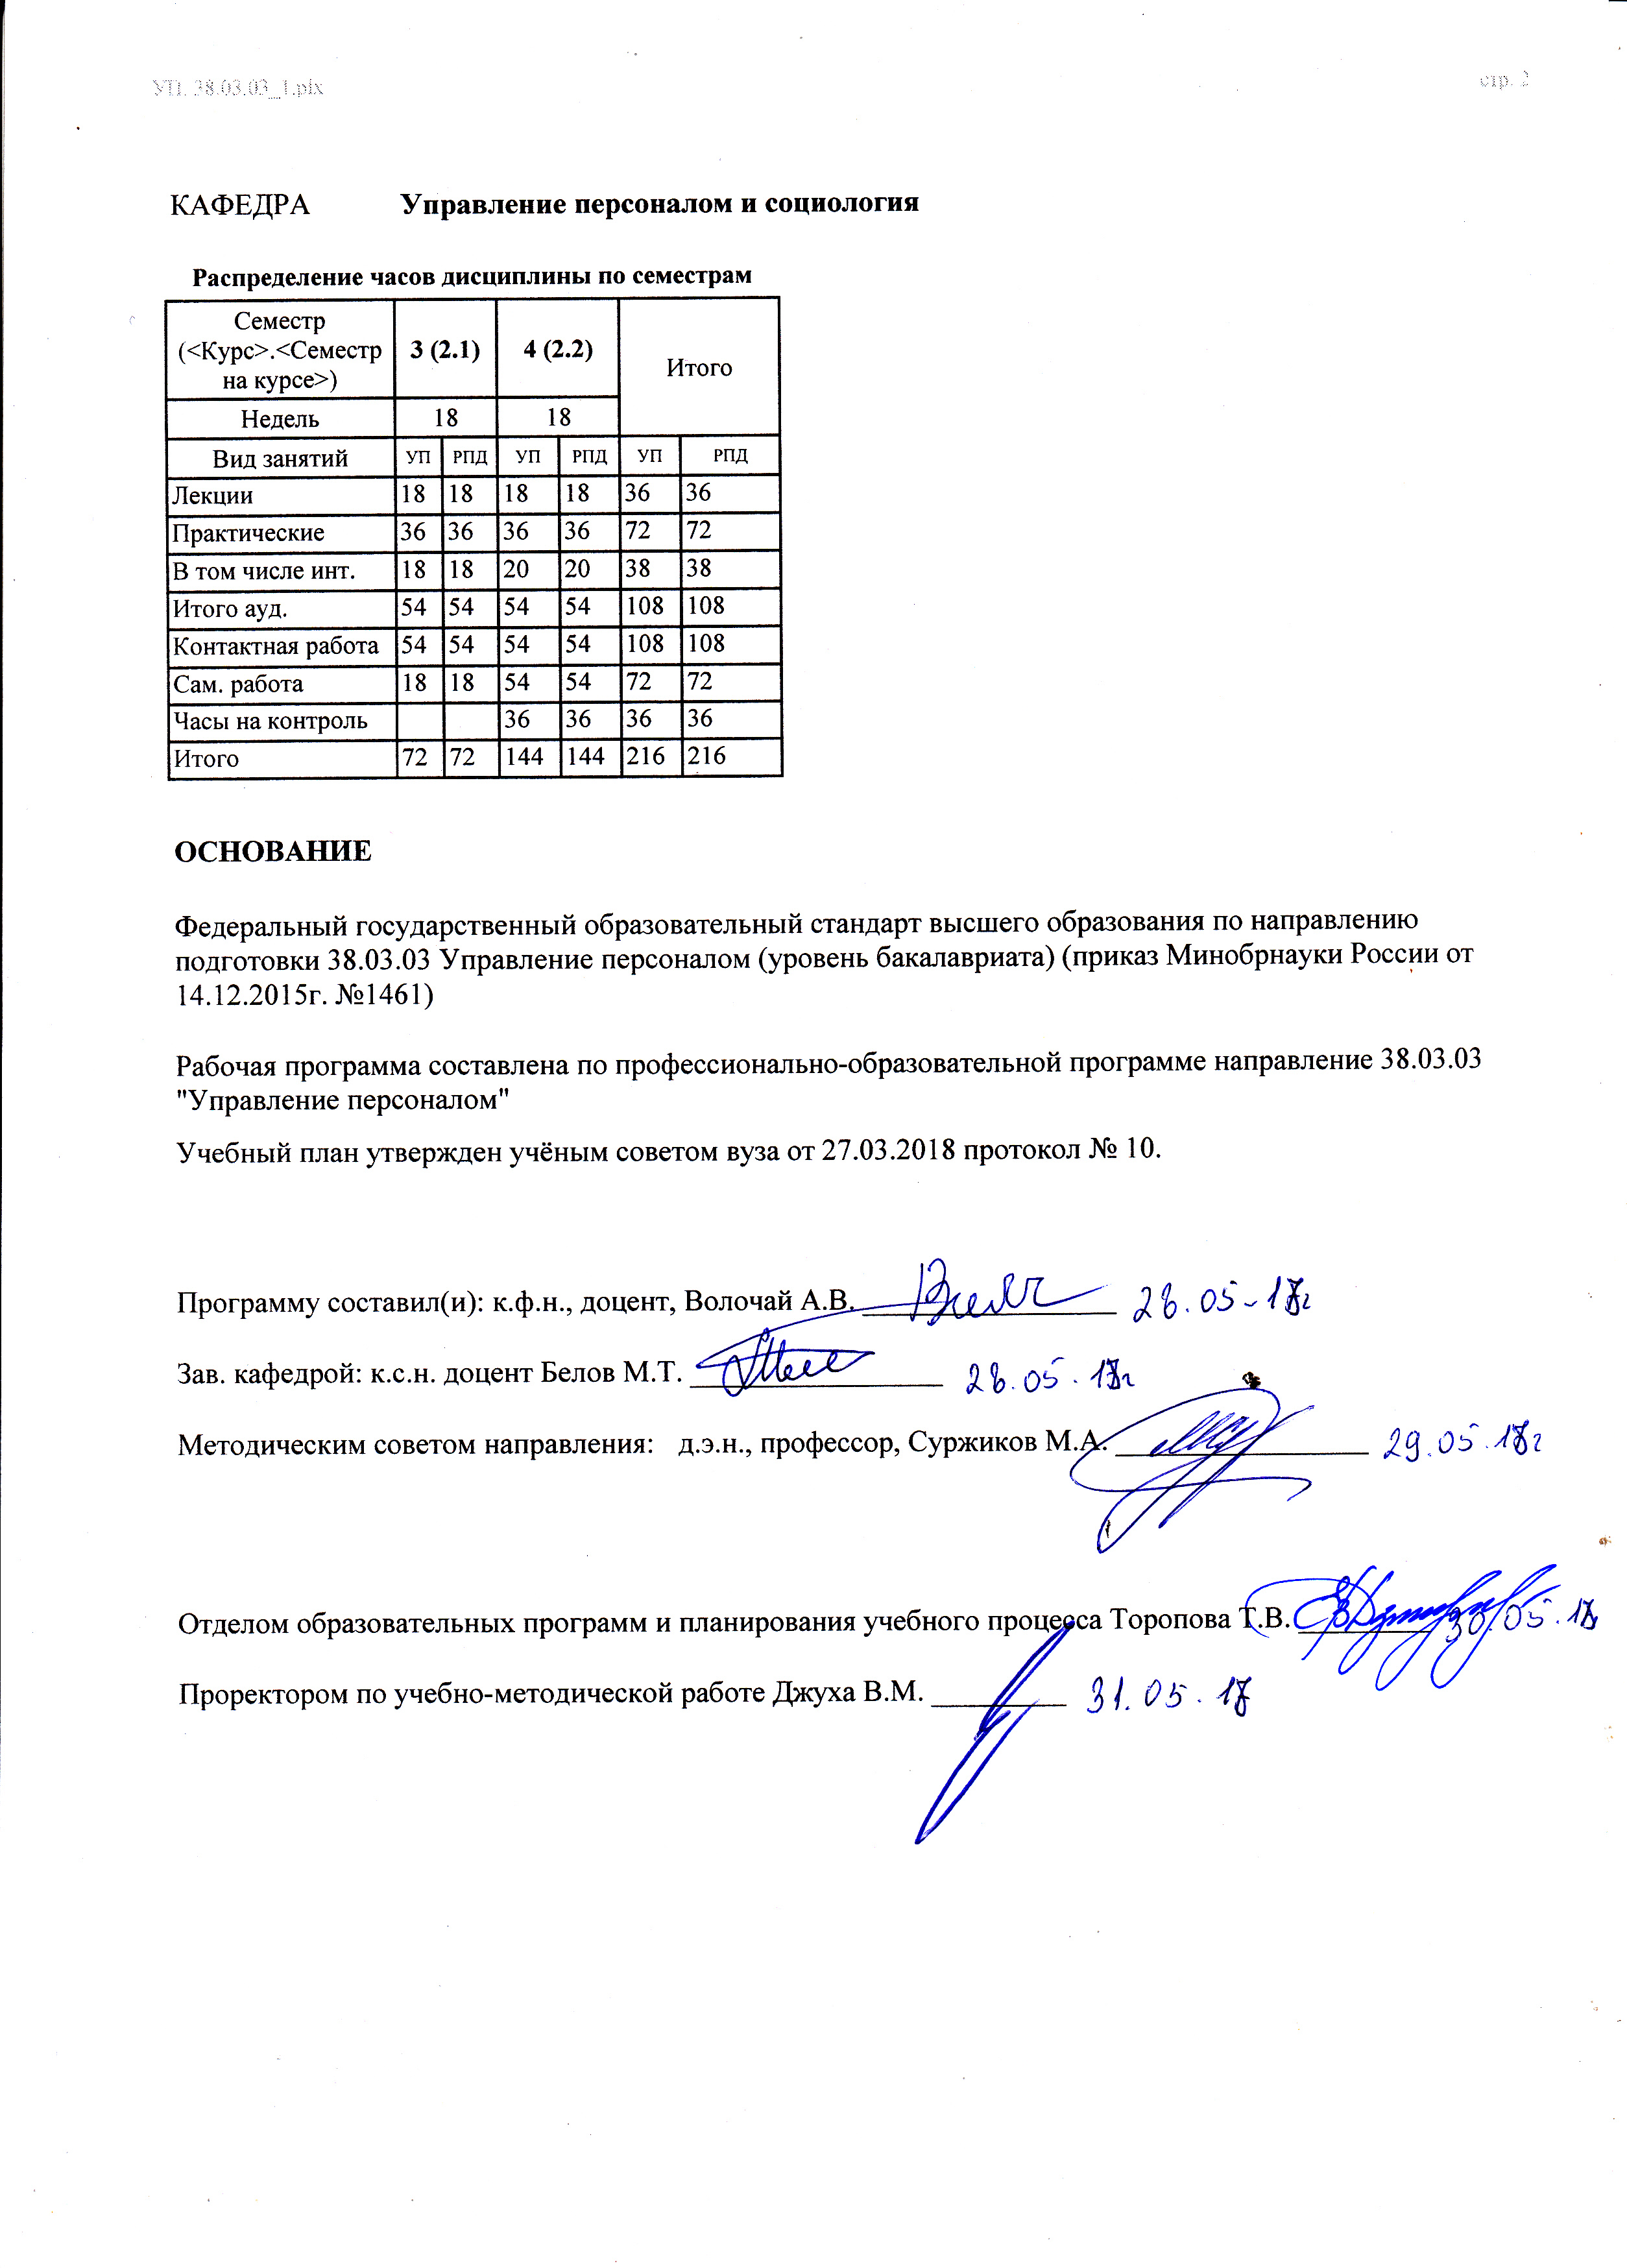 УП: 38.03.03_1.plx
стр. 2
КАФЕДРА Управление персоналом и социология
Распределение часов дисциплины по семестрам
Семестр (<Курс>.<Семестр на курсе>) 3 (2.1) 4 (2.2) Итого
Недель 18 18
Вид занятий УП РПД УП РПД УП РПД
Лекции 18 18 18 18 36 36
Практические 36 36 36 36 72 72
В том числе инт. 18 18 20 20 38 38
Итого ауд. 54 54 54 54 108 108
Контактная работа 54 54 54 54 108 108
Сам. работа 18 18 54 54 72 72
Часы на контроль 36 36 36 36
Итого 72 72 144 144 216 216
ОСНОВАНИЕ
Федеральный государственный образовательный стандарт высшего образования по направлению
подготовки 38.03.03 Управление персоналом (уровень бакалавриата) (приказ Минобрнауки России от
14.12.2015г. №1461)
Рабочая программа составлена по профессионально-образовательной программе направление 38.03.03
"Управление персоналом"
Учебный план утвержден учёным советом вуза от 27.03.2018 протокол № 10.
Программу составил(и): к.ф.н., доцент, Волочай А.В. 28.05-18г
Зав. кафедрой: к.с.н. доцент Белов М.Т. 28.05.18г
Методическим советом направления: д.э.н., профессор, Суржиков М.А. 29.05.18г
Отделом образовательных программ и планирования учебного процесса Торопова Т.В. 30.05.18
Проректором по учебно-методической работе Джуха В.М. 31.05.18